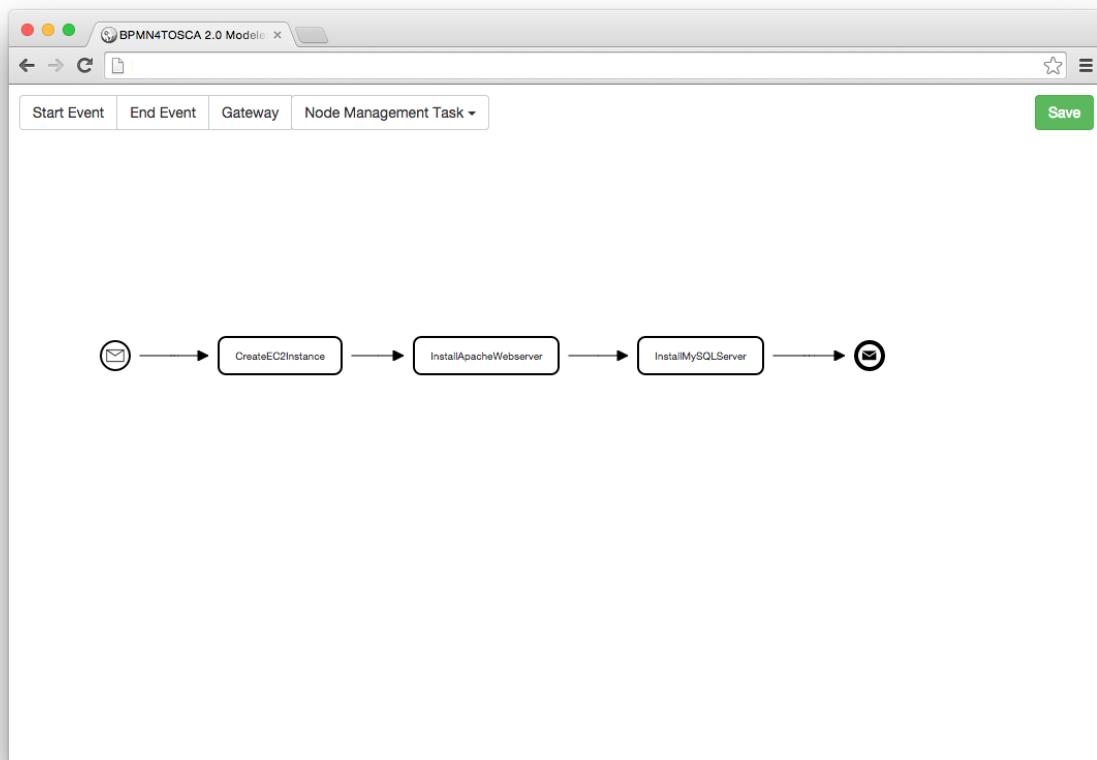 BPMN4TOSCA 2.0 Modele
Start Event
End Event
Gateway
Node Management Task
Save
CreateEC2Instance
InstallApacheWebserver
InstallMySQLServer